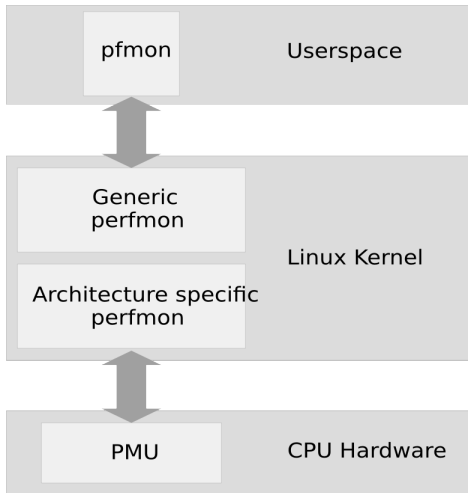 pfmon
Userspace
Generic
perfmon
Linux Kernel
Architecture specific
perfmon
PMU
CPU Hardware